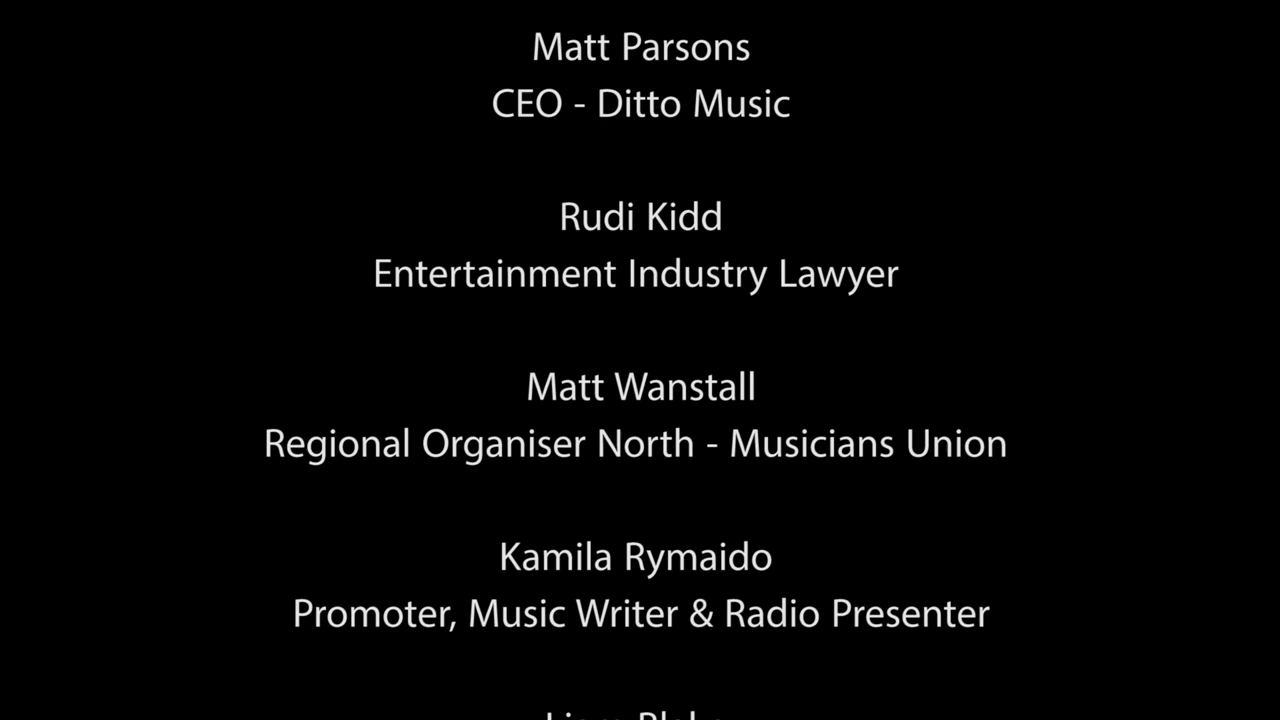 Matt Parsons
CEO - Ditto Music
Rudi Kidd
Entertainment Industry Lawyer
Matt Wanstall
Regional Organiser North - Musicians Union
Kamila Rymaido
Promoter, Music Writer & Radio Presenter